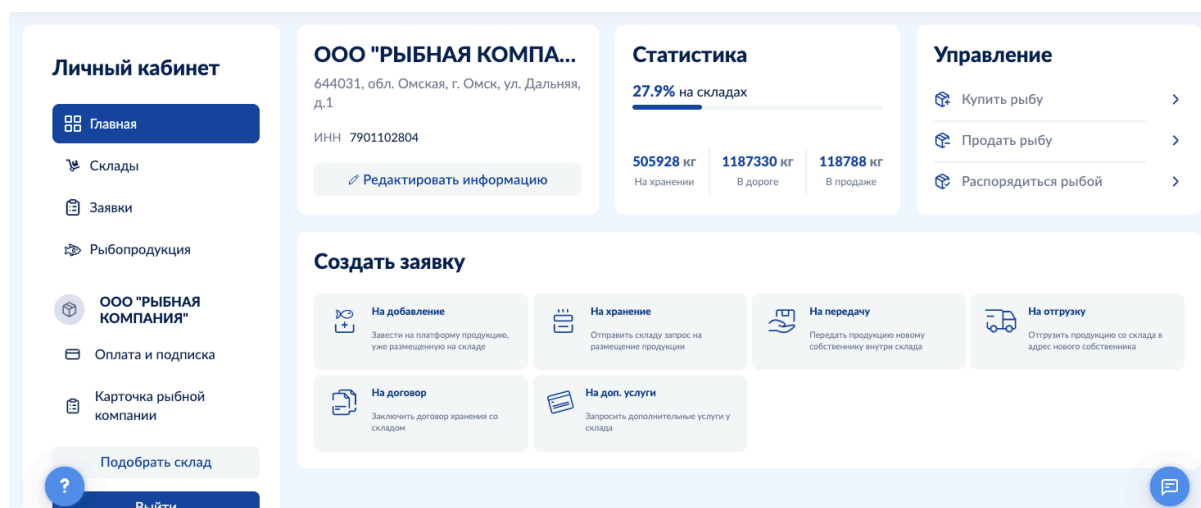 Личный кабинет
Главная
Склады
Заявки
Рыбопродукция
ООО "РЫБНАЯ
КОМПАНИЯ"
Оплата и подписка
Карточка рыбной
компании
Подобрать склад
?
Выйти
ООО "РЫБНАЯ КОМПА...
644031, обл. Омская, г. Омск, ул. Дальняя,
д.1
ИНН 7901102804
Редактировать информацию
Статистика
27.9% на складах
505928 кг
На хранении
1187330 кг
В дороге
118788 кг
В продаже
Управление
Купить рыбу
Продать рыбу
Распорядиться рыбой
Создать заявку
На добавление
Завести на платформу продукцию,
уже размещенную на складе
На хранение
Отправить складу запрос на
размещение продукции
На передачу
Передать продукцию новому
собственнику внутри склада
На отгрузку
Отгрузить продукцию со склада в
адрес нового собственника
На договор
Заключить договор хранения со
складом
На доп. услуги
Запросить дополнительные услуги у
склада